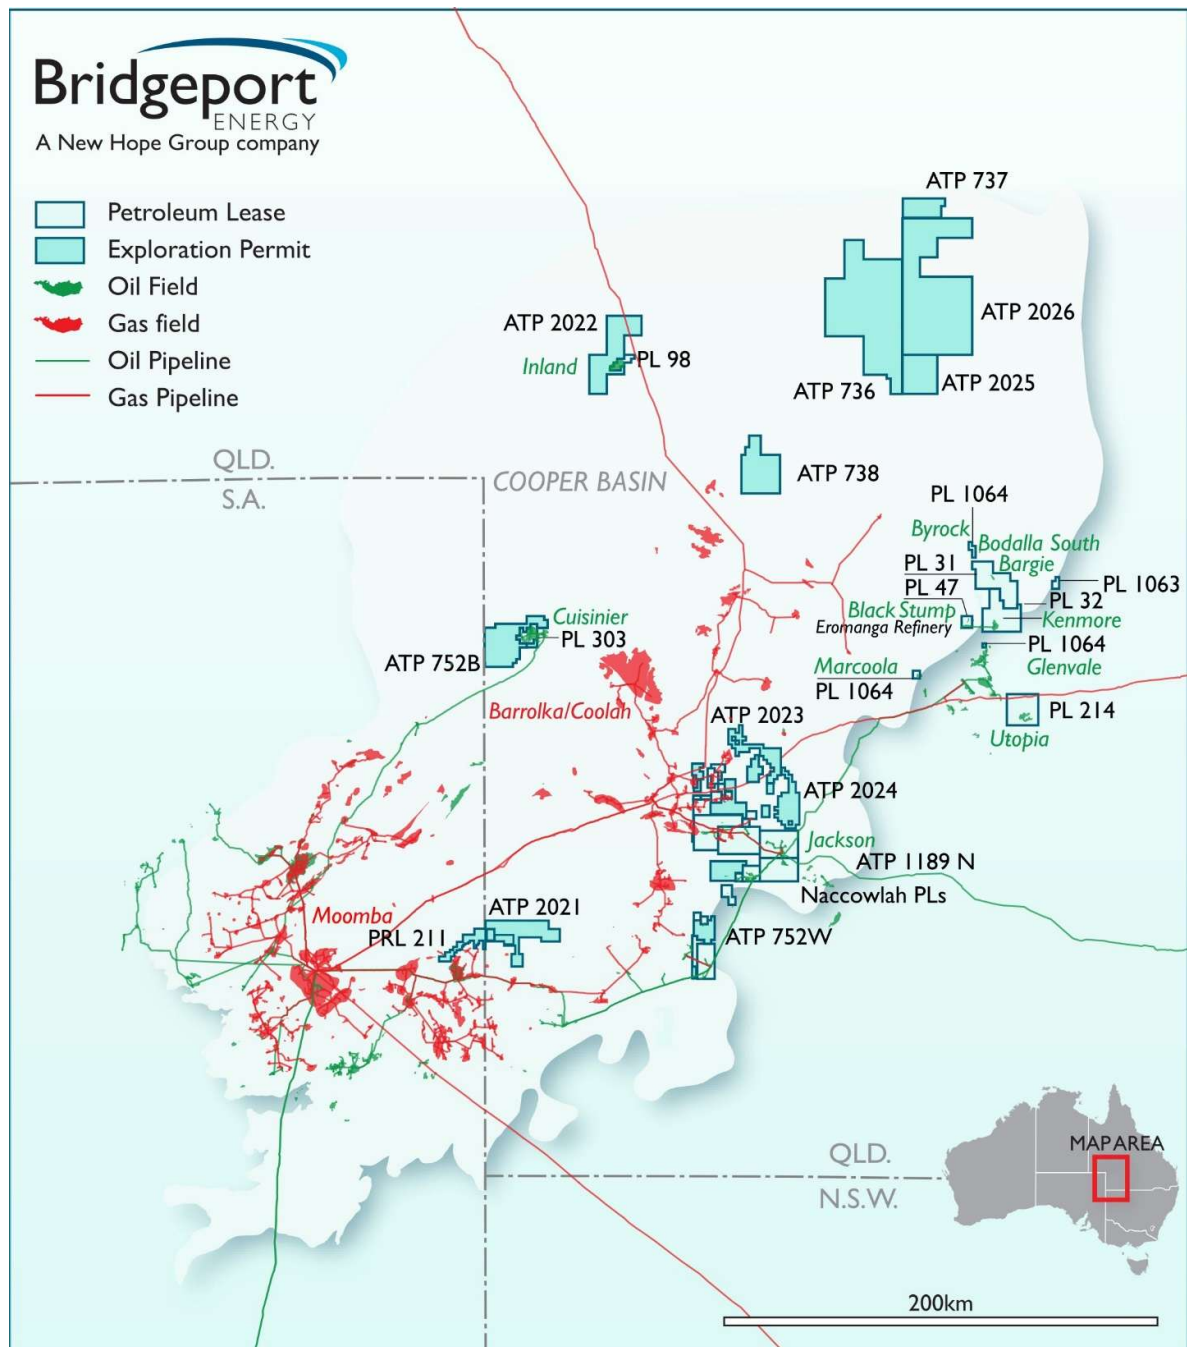 Bridgeport
ENERGY
A New Hope Group company
Petroleum Lease
Exploration Permit
Oil Field
Gas field
Oil Pipeline
Gas Pipeline
ATP 737
ATP 2022
ATP 2026
Inland
PL 98
ATP 736
ATP 2025
QLD.
S.A.
COOPER BASIN
ATP 738
PL 1064
Byrock
Bodalla South
Bargie
PL 31
PL 1063
PL 47
PL 32
Black Stump
Kenmore
Eromanga Refinery
Cuisinier
PL 303
PL 1064
ATP 752B
Marcoola
Glenvale
PL 1064
Barrolka/Coolah
ATP 2023
PL 214
Utopia
ATP 2024
Jackson
ATP 1189 N
Naccowlah PLs
Moomba
ATP 2021
PRL 211
ATP 752W
MAP AREA
QLD.
N.S.W.
200km